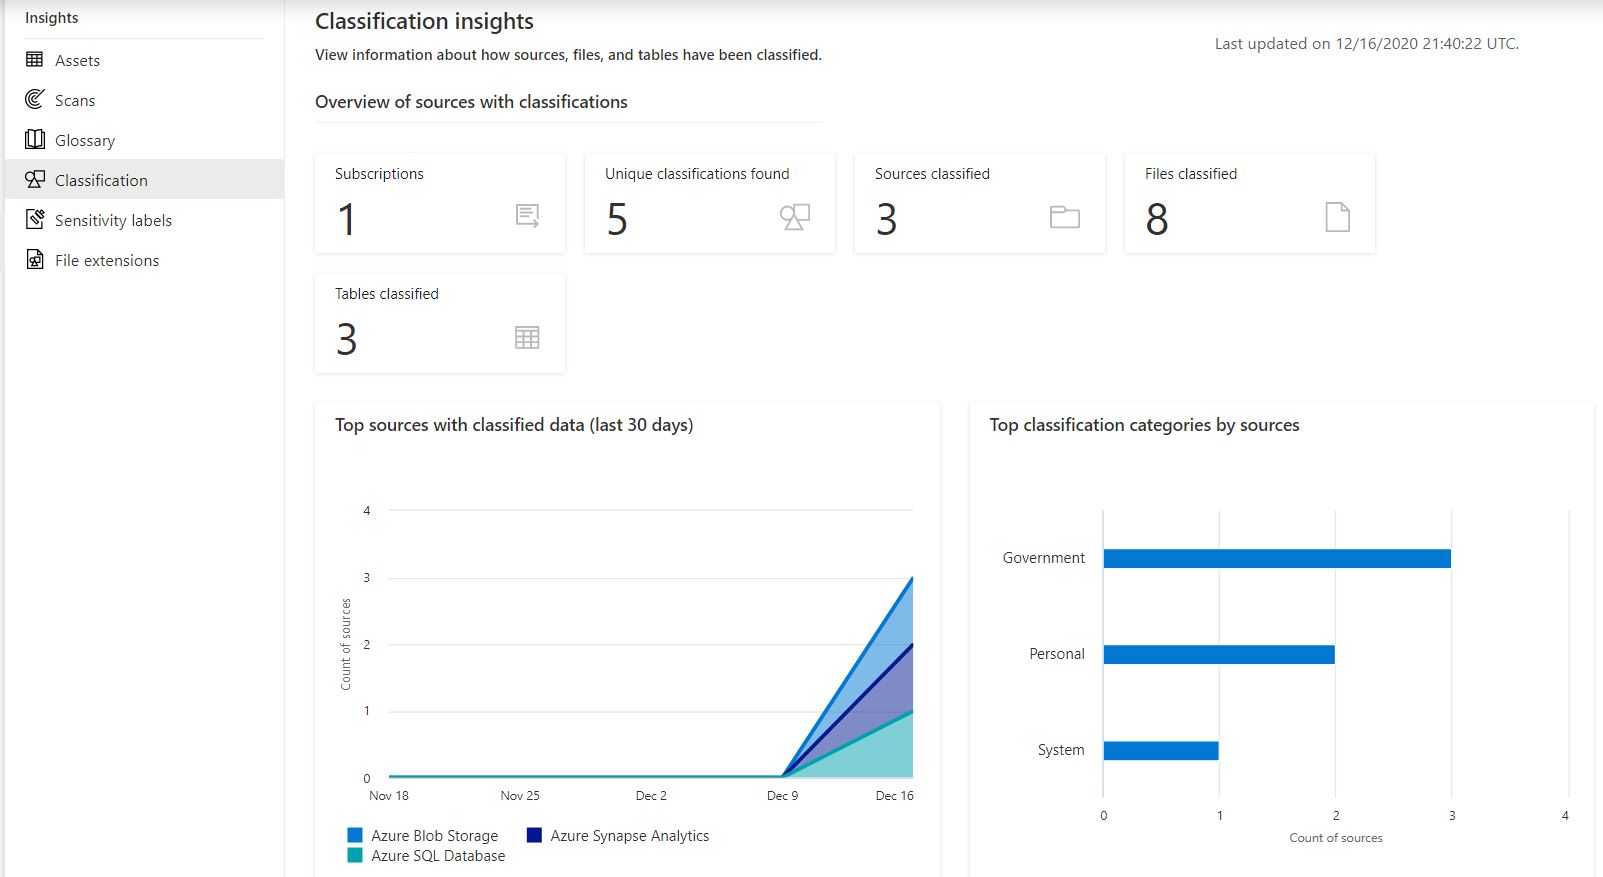 Insights
Assets
Scans
Glossary
Classification
Sensitivity labels
File extensions
Classification insights
View information about how sources, files, and tables have been classified.
Last updated on 12/16/2020 21:40:22 UTC.
Overview of sources with classifications
Subscriptions
1
Unique classifications found
5
Sources classified
3
Files classified
8
Tables classified
3
Top sources with classified data (last 30 days)
4
3
2
1
0
Count of sources
Nov 18
Nov 25
Dec 2
Dec 9
Dec 16
Azure Blob Storage
Azure Synapse Analytics
Azure SQL Database
Top classification categories by sources
Government
Personal
System
0
1
2
3
4
Count of sources